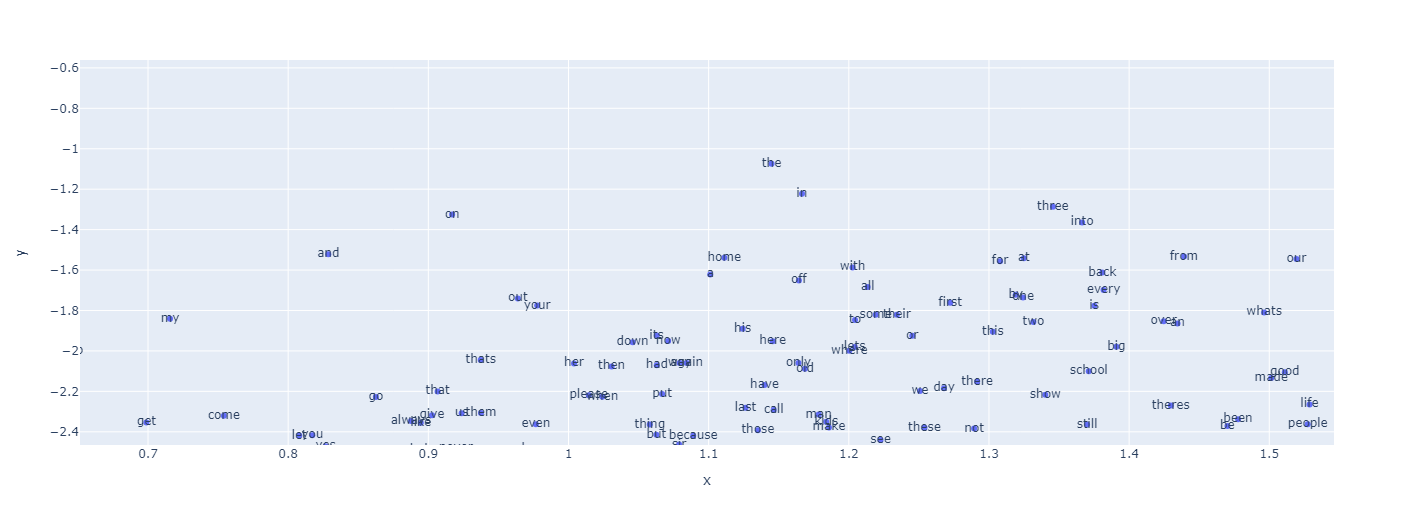 −0.6
−0.8
−1
the
−1.2
in
three
on
into
−1.4
and
home
with
for
at
from
our
−1.6
a
off
back
all
every
out
your
first
by
is
−1.8
my
to
some
their
whats
his
this
two
over
an
its
or
down
now
here
lets
big
−2
where
thats
her
then
had
again
only
old
school
good
made
have
we
day
there
−2.2
that
go
please
when
put
show
life
last
call
theres
get
come
give
us
them
man
kids
been
always
even
thing
make
these
not
still
be
people
−2.4
let
you
but
because
those
see
0.7
0.8
0.9
1
1.1
1.2
1.3
1.4
1.5
x
y